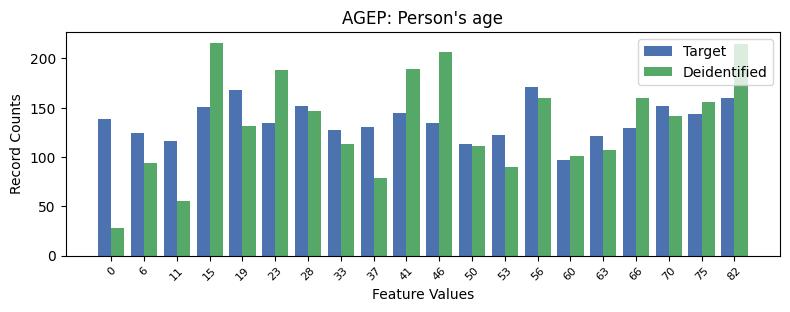 AGEP: Person's age
Target
Deidentified
Record Counts
200
150
100
50
0
0 6 11 15 19 23 28 33 37 41 46 50 53 56 60 63 66 70 75 82
Feature Values